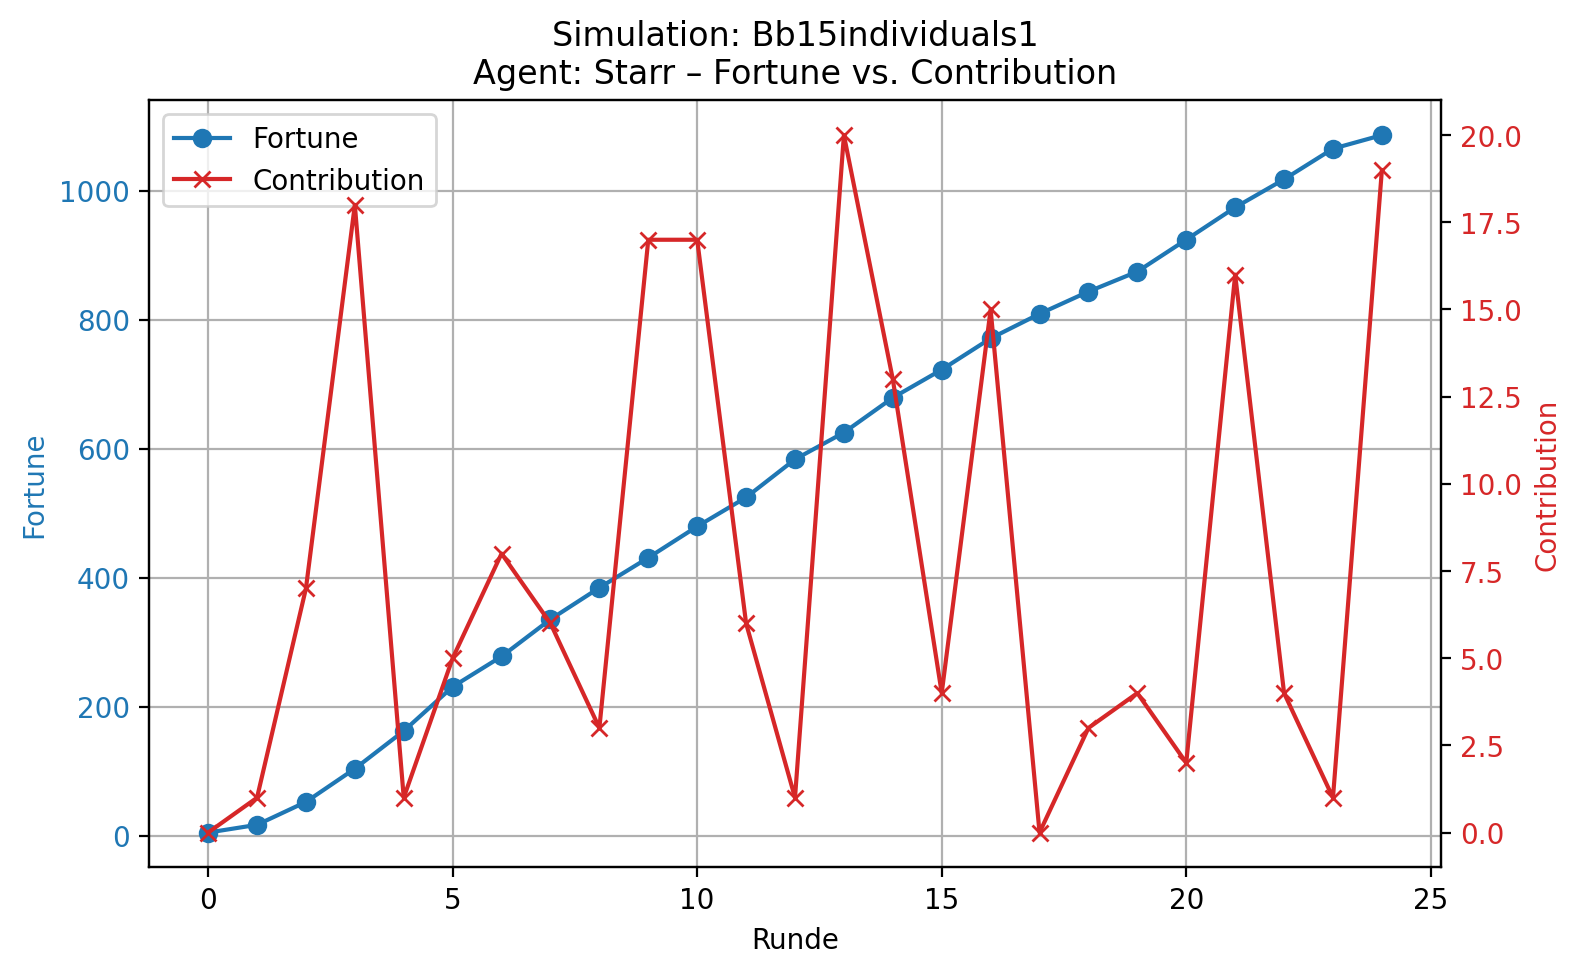 Simulation: Bb15individuals1
Agent: Starr – Fortune vs. Contribution
Fortune
Contribution
1000
800
600
400
200
0
Fortune
20.0
17.5
15.0
12.5
10.0
7.5
5.0
2.5
0.0
Contribution
0 5 10 15 20 25
Runde